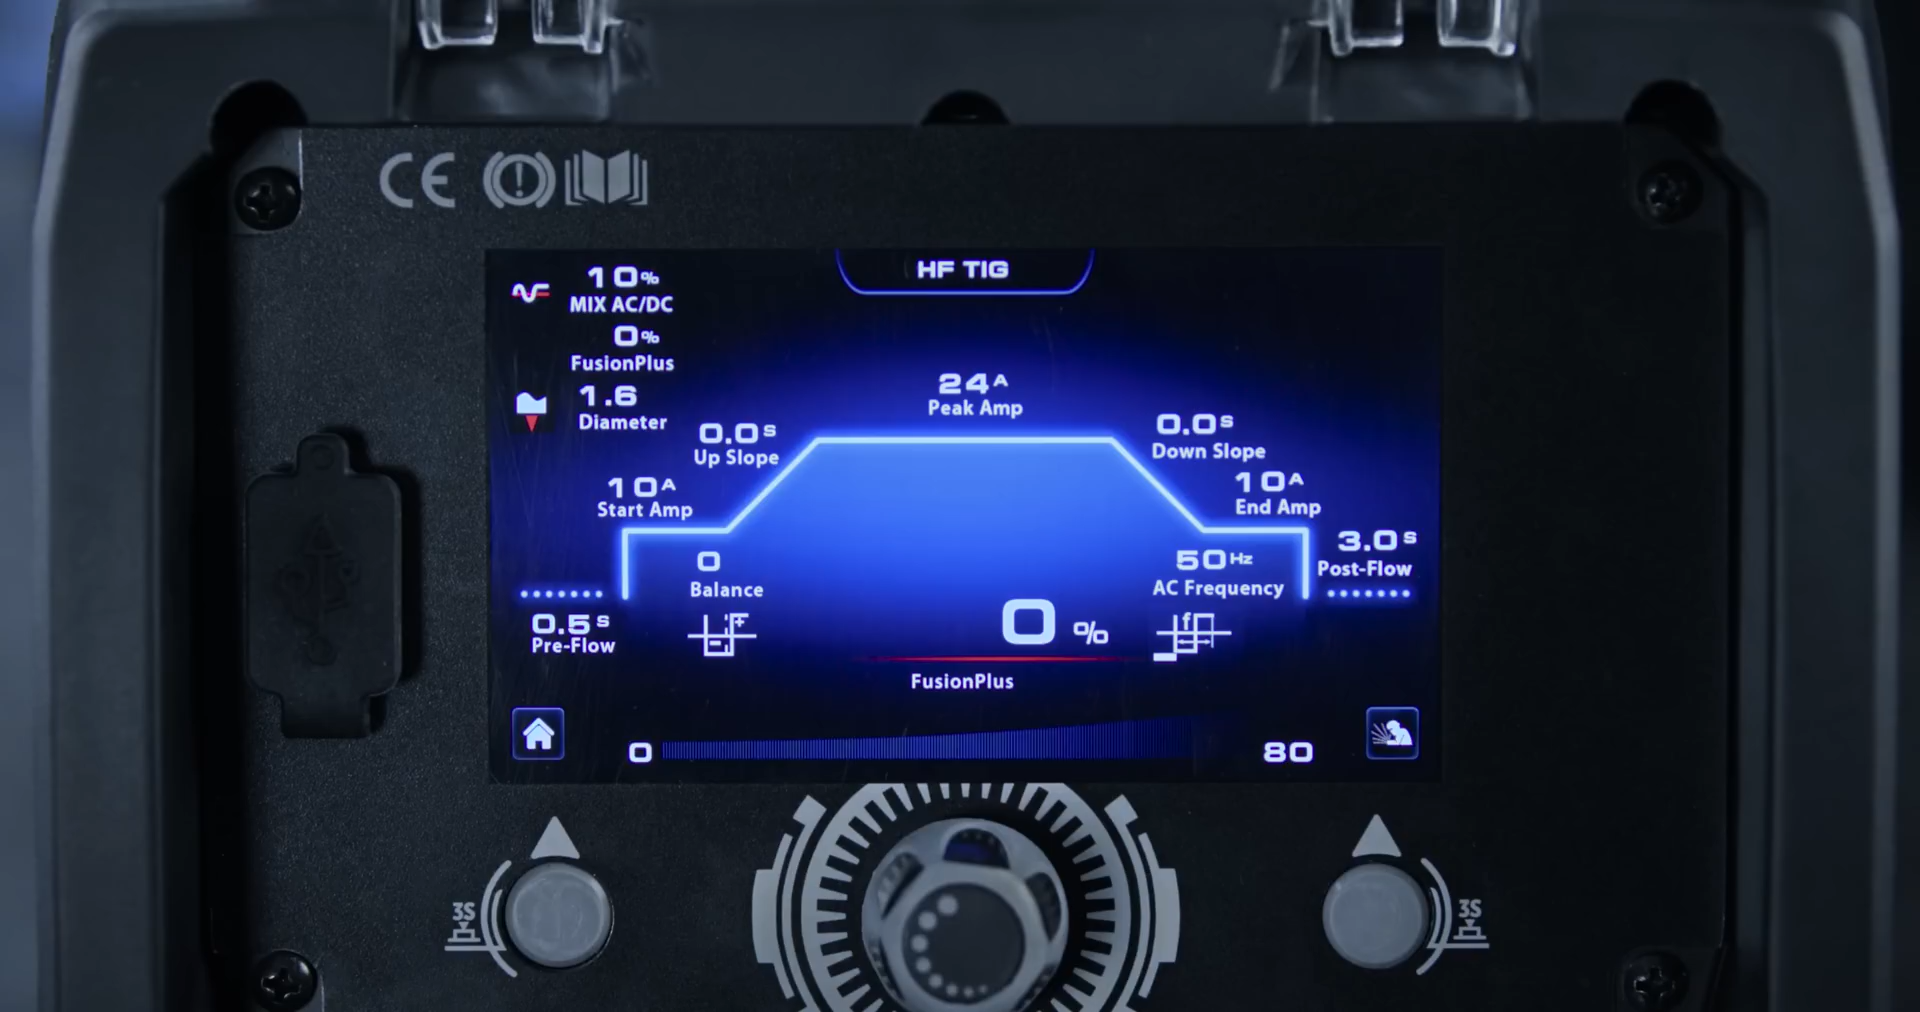 CE
HF TIG
10%
MIX AC/DC
0%
FusionPlus
1.6
Diameter
24A
Peak Amp
0.0s
Up Slope
0.0s
Down Slope
10A
Start Amp
10A
End Amp
0
Balance
50Hz
AC Frequency
3.0s
Post-Flow
0.5s
Pre-Flow
+
-
f
0 %
FusionPlus
0
80
3S
3S